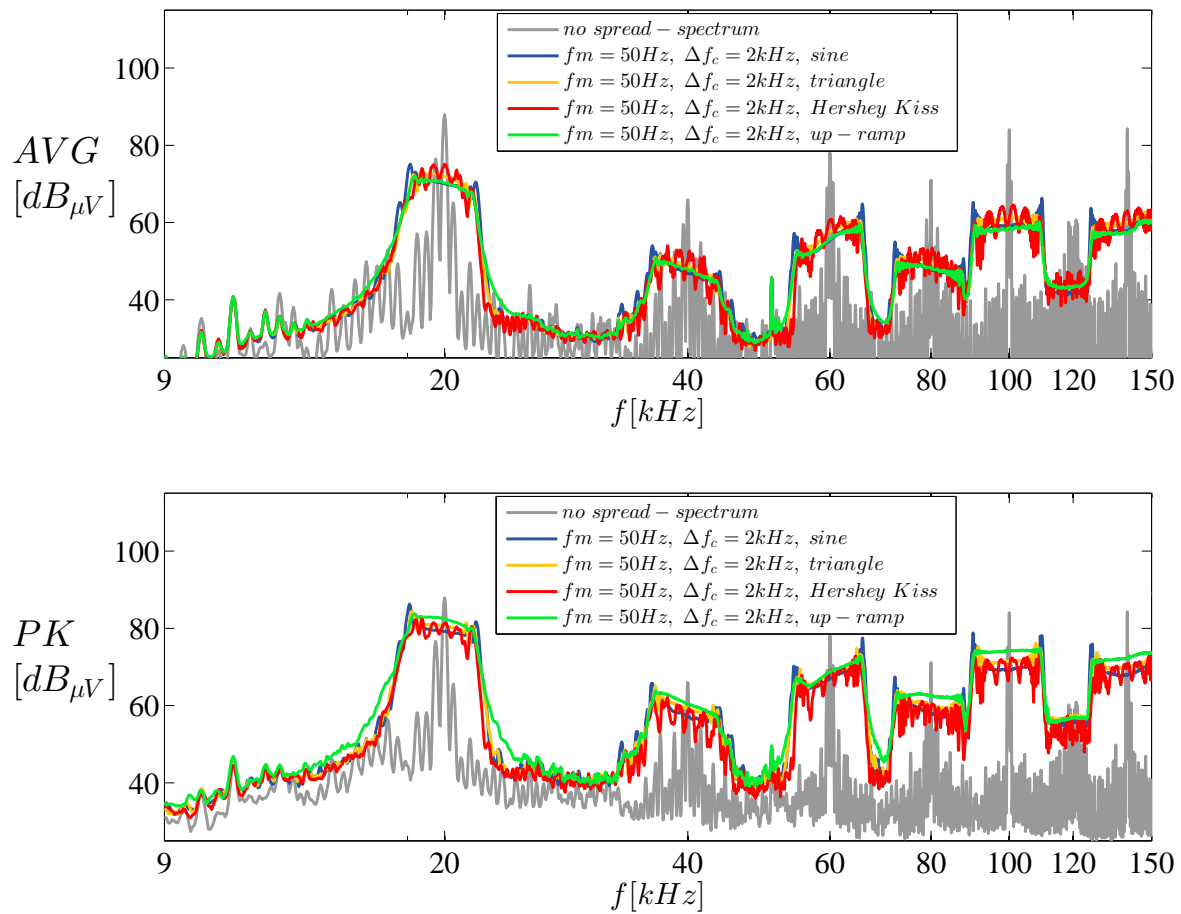 no spread − spectrum
fm = 50Hz, Δf_c = 2kHz, sine
fm = 50Hz, Δf_c = 2kHz, triangle
fm = 50Hz, Δf_c = 2kHz, Hershey Kiss
fm = 50Hz, Δf_c = 2kHz, up − ramp
AVG
[dB_μV]
100
80
60
40
9 20 40 60 80 100 120 150
f[kHz]
no spread − spectrum
fm = 50Hz, Δf_c = 2kHz, sine
fm = 50Hz, Δf_c = 2kHz, triangle
fm = 50Hz, Δf_c = 2kHz, Hershey Kiss
fm = 50Hz, Δf_c = 2kHz, up − ramp
PK
[dB_μV]
100
80
60
40
9 20 40 60 80 100 120 150
f[kHz]